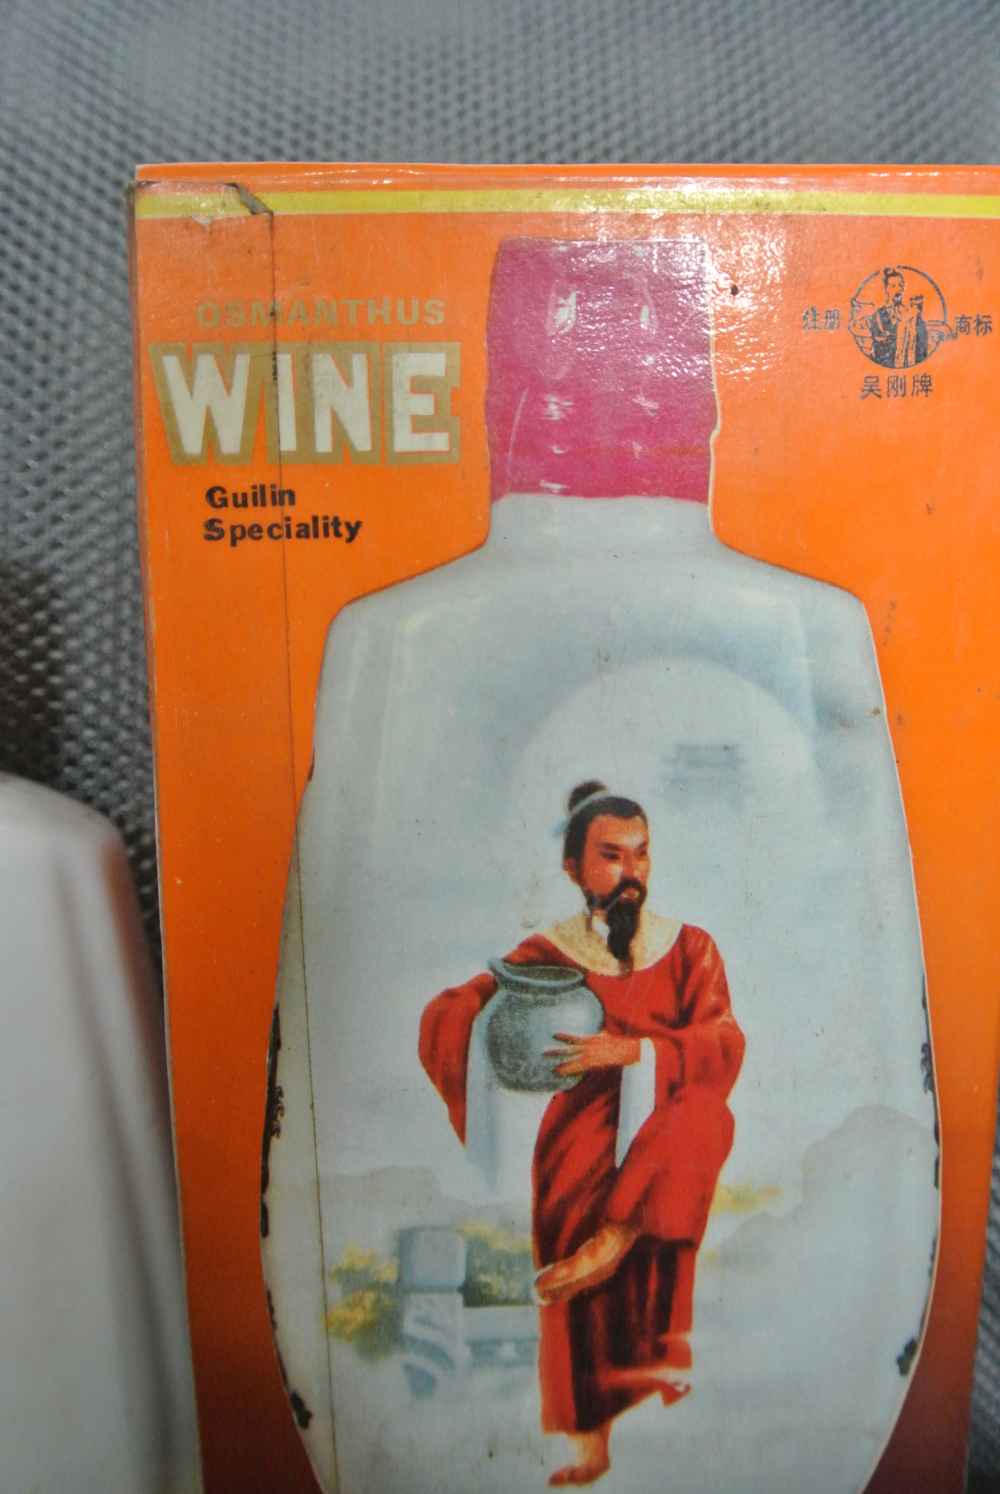 OSMANTHUS
WINE
Guilin
Speciality
注册 商标
吴刚牌